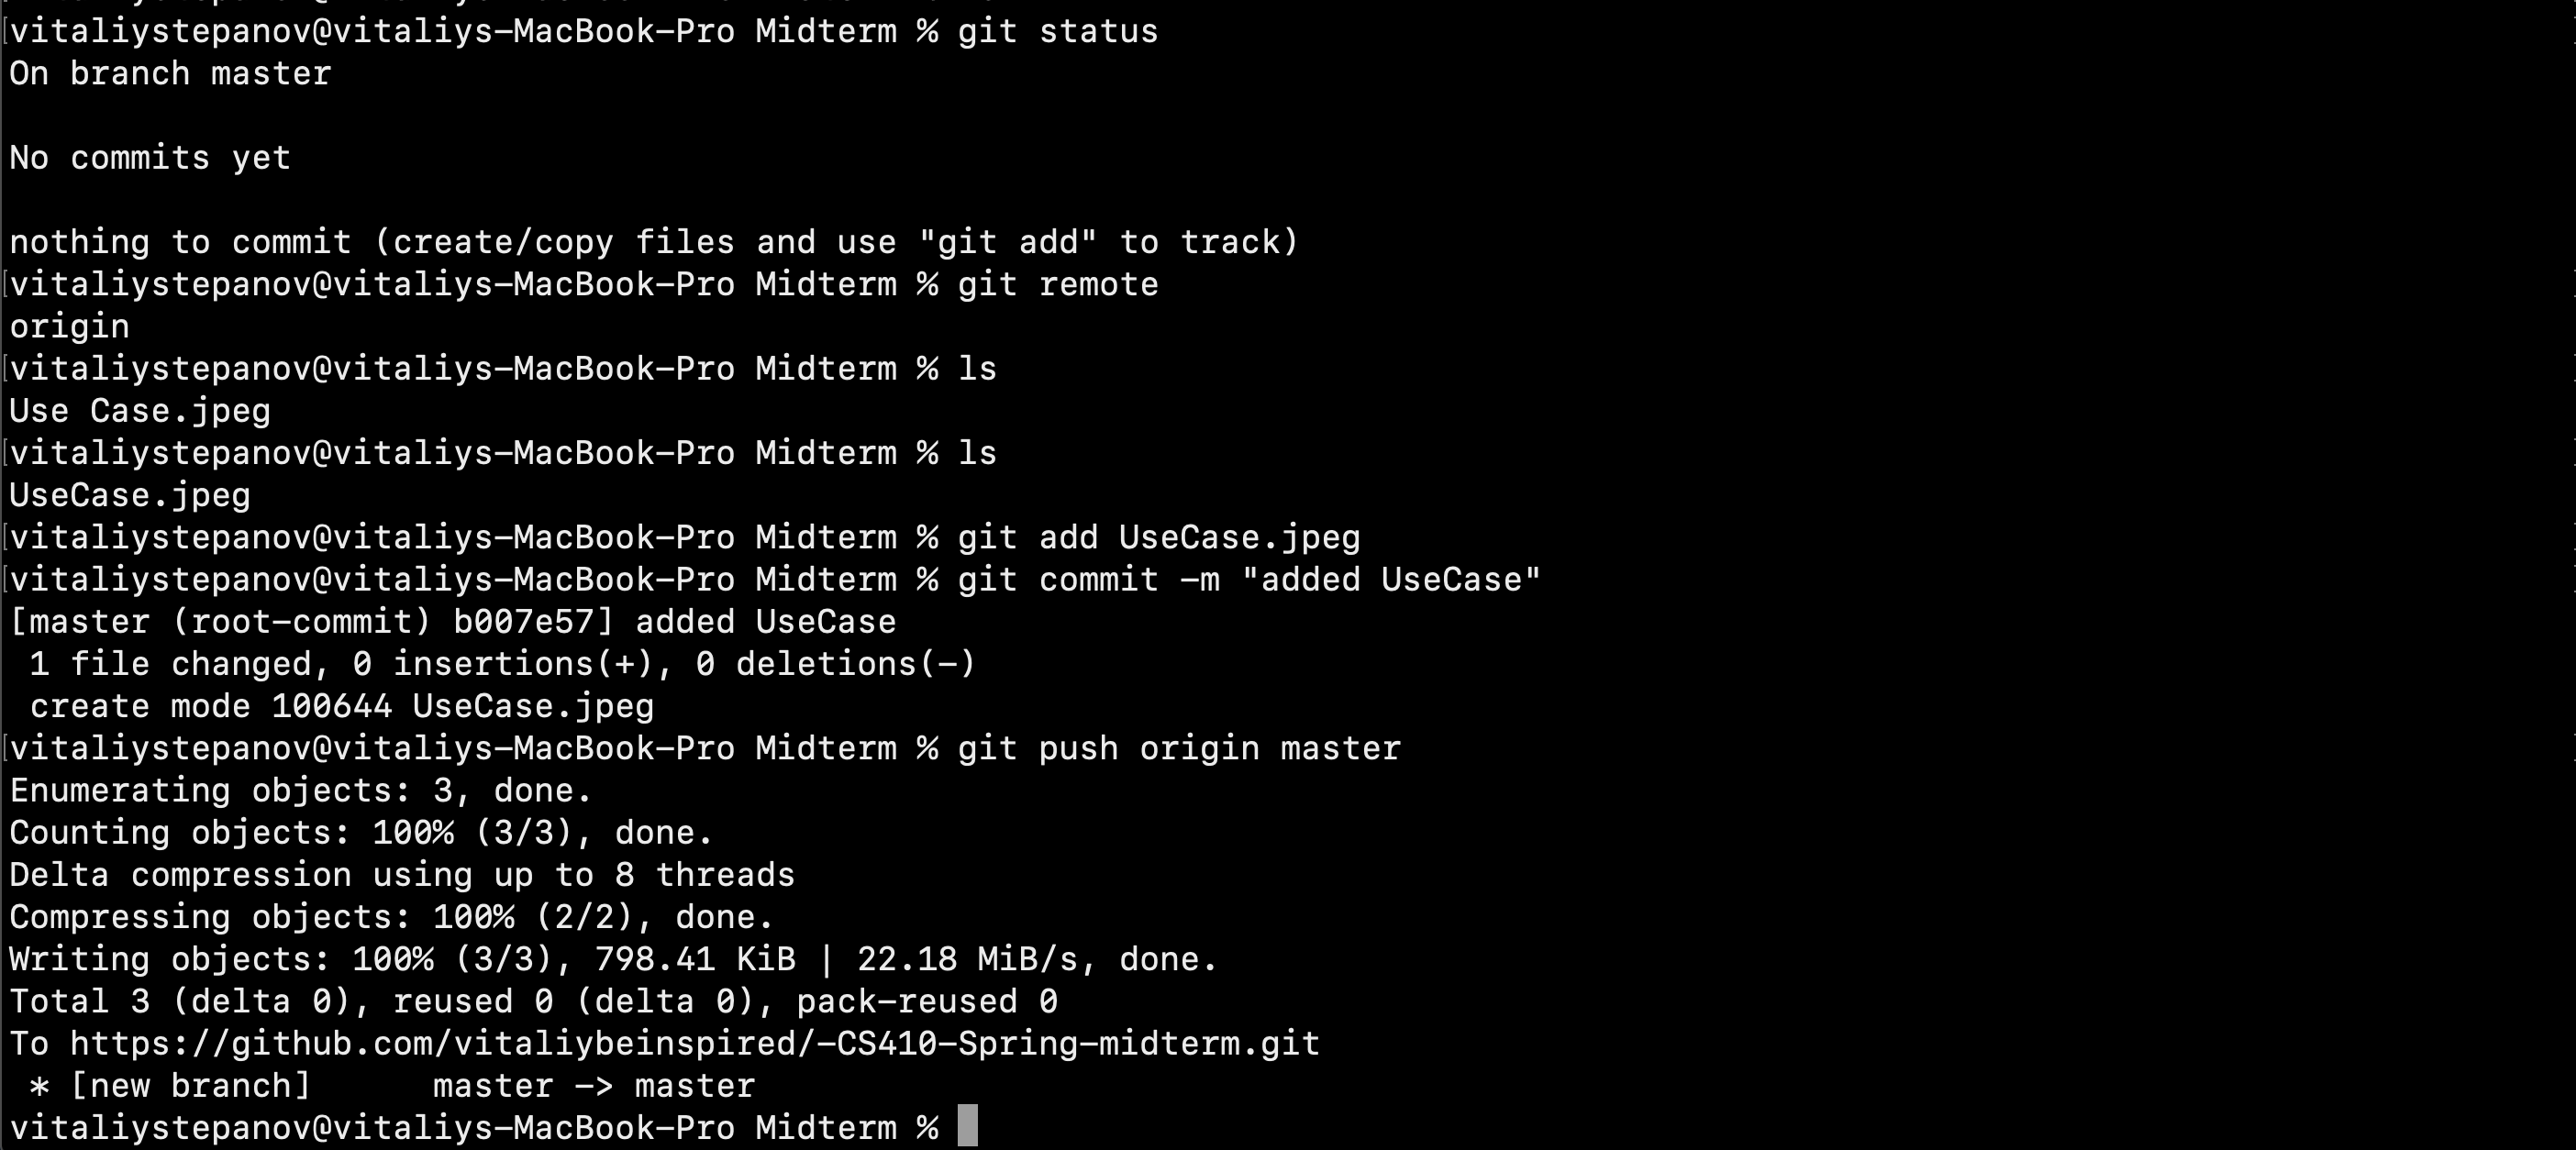 vitaliystepanov@vitaliys-MacBook-Pro Midterm % git status
On branch master
No commits yet
nothing to commit (create/copy files and use "git add" to track)
vitaliystepanov@vitaliys-MacBook-Pro Midterm % git remote
origin
vitaliystepanov@vitaliys-MacBook-Pro Midterm % ls
Use Case.jpeg
vitaliystepanov@vitaliys-MacBook-Pro Midterm % ls
UseCase.jpeg
vitaliystepanov@vitaliys-MacBook-Pro Midterm % git add UseCase.jpeg
vitaliystepanov@vitaliys-MacBook-Pro Midterm % git commit -m "added UseCase"
[master (root-commit) b007e57] added UseCase
 1 file changed, 0 insertions(+), 0 deletions(-)
 create mode 100644 UseCase.jpeg
vitaliystepanov@vitaliys-MacBook-Pro Midterm % git push origin master
Enumerating objects: 3, done.
Counting objects: 100% (3/3), done.
Delta compression using up to 8 threads
Compressing objects: 100% (2/2), done.
Writing objects: 100% (3/3), 798.41 KiB | 22.18 MiB/s, done.
Total 3 (delta 0), reused 0 (delta 0), pack-reused 0
To https://github.com/vitaliybeinspired/-CS410-Spring-midterm.git
 * [new branch]      master -> master
vitaliystepanov@vitaliys-MacBook-Pro Midterm %